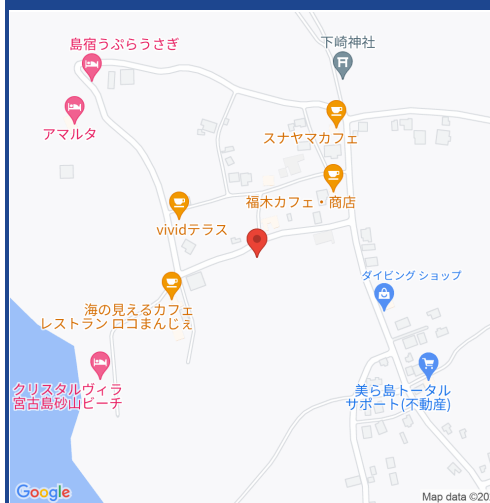 島宿うぷらうさぎ
下崎神社
アマルタ
スナヤマカフェ
福木カフェ・商店
vividテラス
ダイビング ショップ
海の見えるカフェ
レストラン ロコまんじぇ
クリスタルヴィラ
宮古島砂山ビーチ
美ら島トータル
サポート(不動産)
Google
Map data ©20